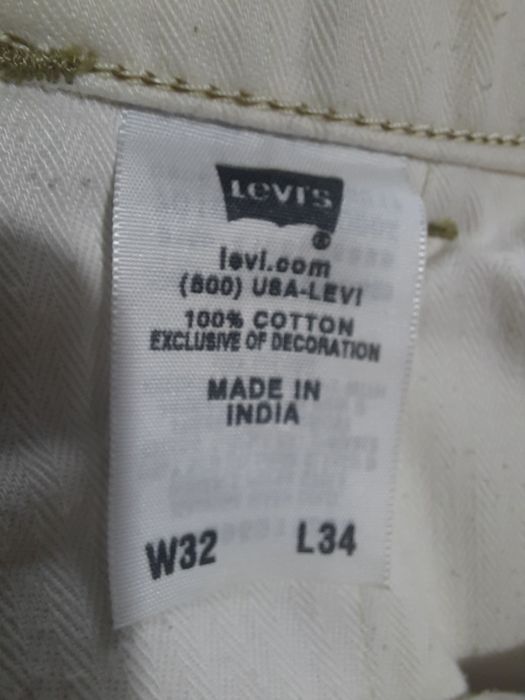 Levi's
®
levi.com
(800) USA-LEVI
100% COTTON
EXCLUSIVE OF DECORATION
MADE IN
INDIA
W32 L34